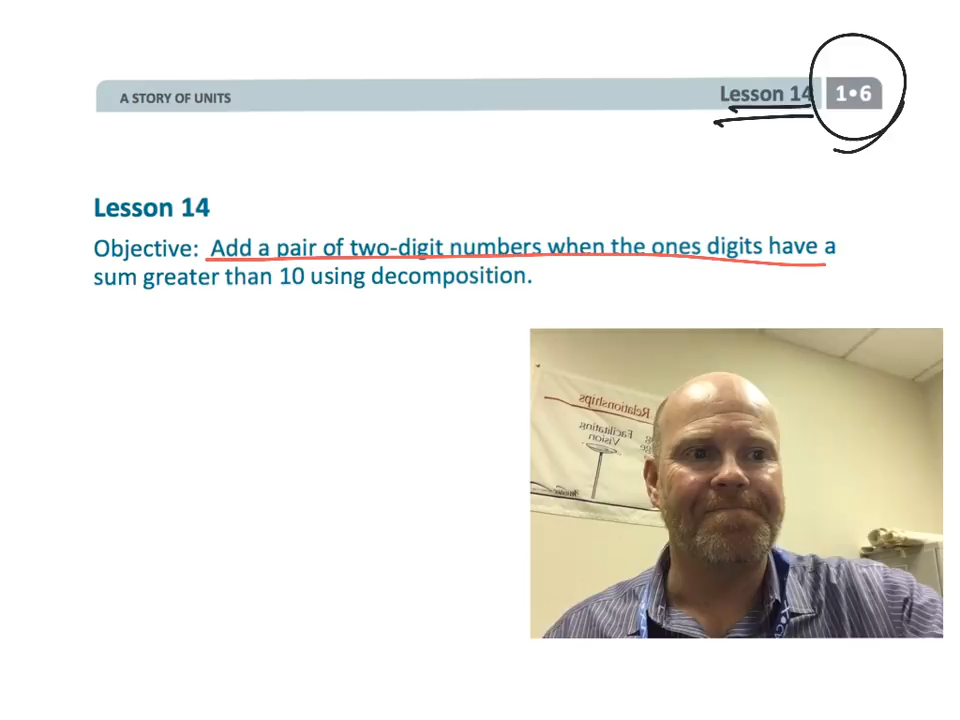 A STORY OF UNITS
Lesson 14 1•6
Lesson 14
Objective: Add a pair of two-digit numbers when the ones digits have a
sum greater than 10 using decomposition.
Relationships
Facilitating
Vision